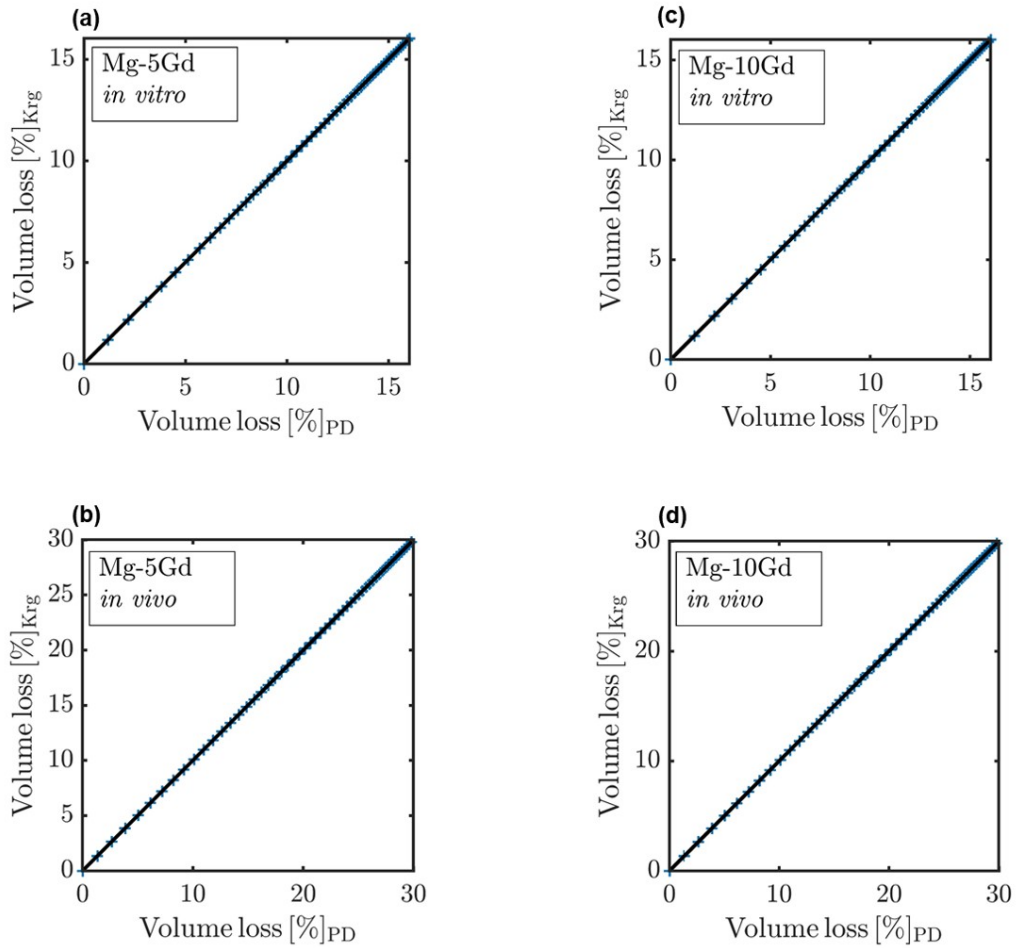 (a)
Mg-5Gd
in vitro
15
10
5
0
0 5 10 15
Volume loss [%]Krg
Volume loss [%]PD
(c)
Mg-10Gd
in vitro
15
10
5
0
0 5 10 15
Volume loss [%]Krg
Volume loss [%]PD
(b)
Mg-5Gd
in vivo
30
25
20
15
10
5
0
0 10 20 30
Volume loss [%]Krg
Volume loss [%]PD
(d)
Mg-10Gd
in vivo
30
20
10
0
0 10 20 30
Volume loss [%]Krg
Volume loss [%]PD